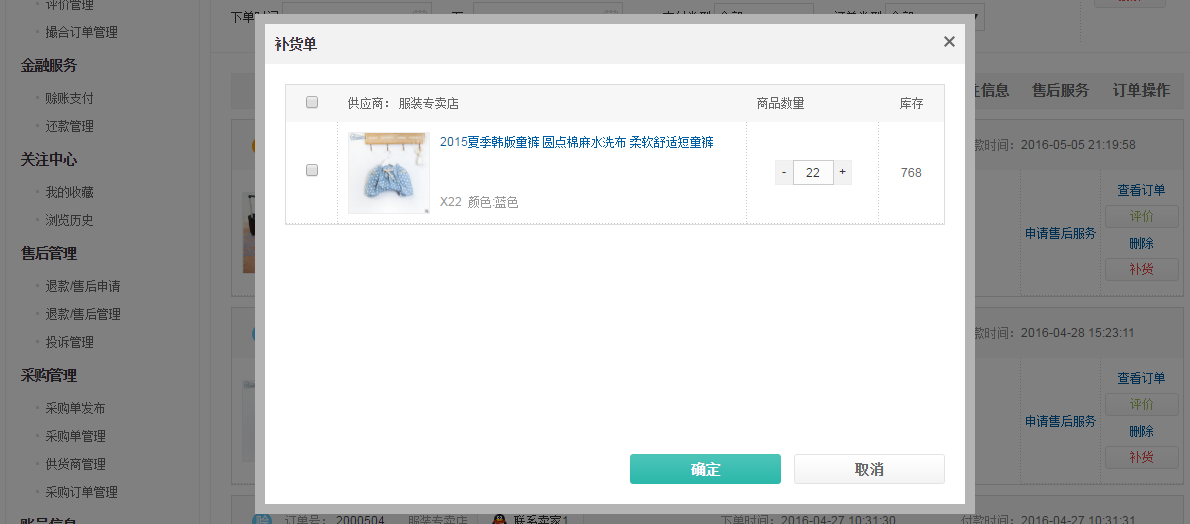 评价管理
撮合订单管理
金融服务
赊账支付
还款管理
关注中心
我的收藏
浏览历史
售后管理
退款/售后申请
退款/售后管理
投诉管理
采购管理
采购单发布
采购单管理
供货商管理
采购订单管理
下单时间
补货单
×
供应商： 服装专卖店 商品数量 库存
2015夏季韩版童裤 圆点棉麻水洗布 柔软舒适短童裤
X22 颜色:蓝色
- 22 + 768
确定 取消
信息 售后服务 订单操作
款时间：2016-05-05 21:19:58
申请售后服务
查看订单
评价
删除
补货
款时间：2016-04-28 15:23:11
申请售后服务
查看订单
评价
删除
补货
订单号： 2000504 服装专卖店 联系卖家1 下单时间：2016-04-27 10:31:30 付款时间：2016-04-27 10:31:31